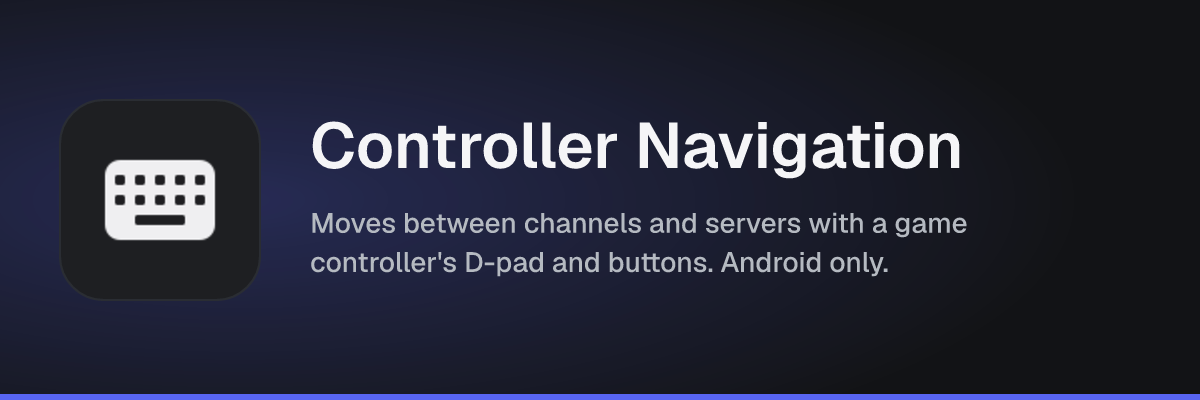 Controller Navigation
Moves between channels and servers with a game
controller's D-pad and buttons. Android only.